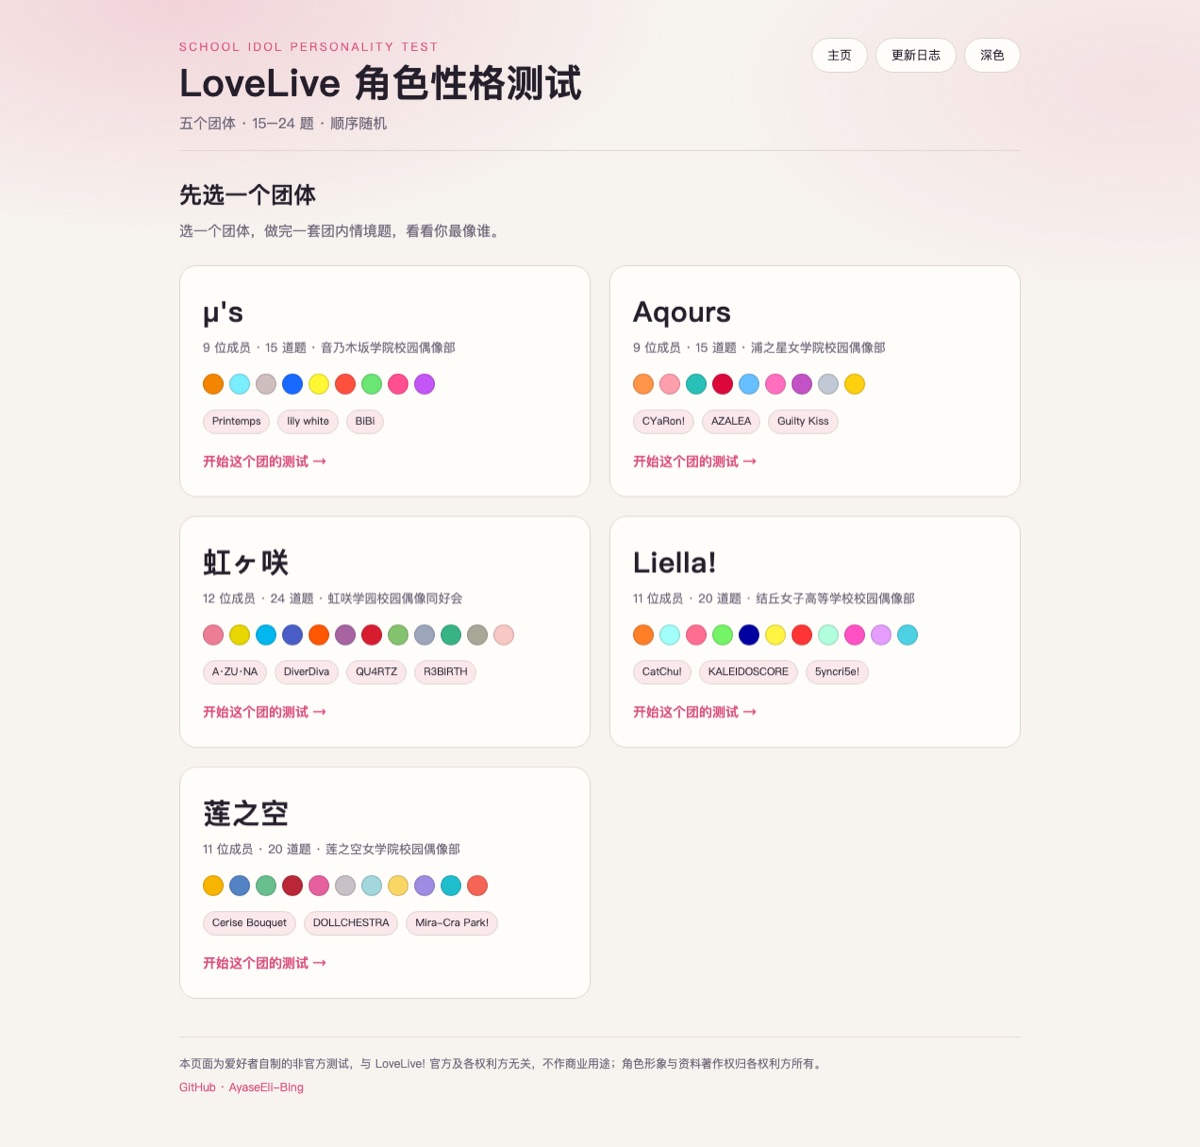 SCHOOL IDOL PERSONALITY TEST
LoveLive 角色性格测试
五个团体 · 15—24 题 · 顺序随机
主页
更新日志
深色
先选一个团体
选一个团体，做完一套团内情境题，看看你最像谁。
μ's
9 位成员 · 15 道题 · 音乃木坂学院校园偶像部
Printemps
lily white
BiBi
开始这个团的测试 →
Aqours
9 位成员 · 15 道题 · 浦之星女学院校园偶像部
CYaRon!
AZALEA
Guilty Kiss
开始这个团的测试 →
虹ヶ咲
12 位成员 · 24 道题 · 虹咲学园校园偶像同好会
A·ZU·NA
DiverDiva
QU4RTZ
R3BIRTH
开始这个团的测试 →
Liella!
11 位成员 · 20 道题 · 结丘女子高等学校校园偶像部
CatChu!
KALEIDOSCORE
5yncri5e!
开始这个团的测试 →
莲之空
11 位成员 · 20 道题 · 莲之空女学院校园偶像部
Cerise Bouquet
DOLLCHESTRA
Mira-Cra Park!
开始这个团的测试 →
本页面为爱好者自制的非官方测试，与 LoveLive! 官方及各权利方无关，不作商业用途；角色形象与资料著作权归各权利方所有。
GitHub · AyaseEli-Bing